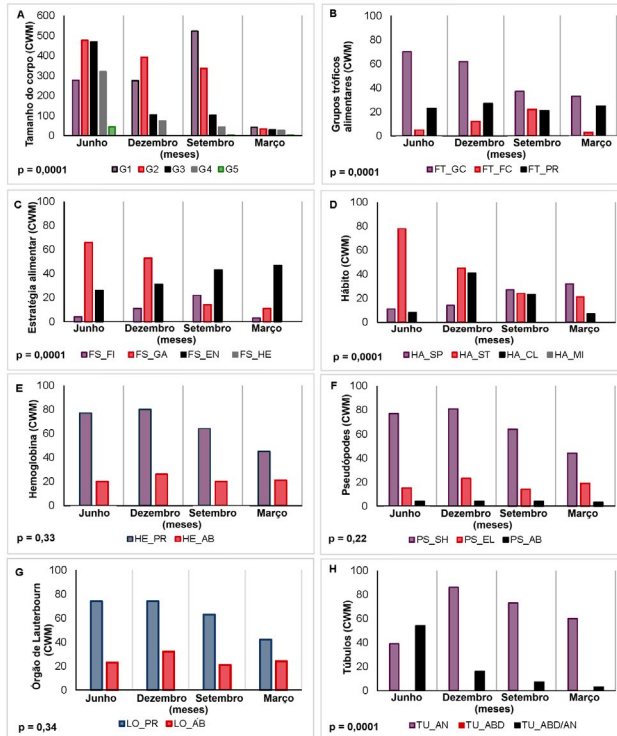 A
Tamanho do corpo (CWM)
600
500
400
300
200
100
0
Junho Dezembro Setembro Março
(meses)
p = 0,0001
G1 G2 G3 G4 G5
B
Grupos tróficos
alimentares (CWM)
100
80
60
40
20
0
Junho Dezembro Setembro Março
(meses)
p = 0,0001
FT_GC FT_FC FT_PR
C
Estratégia alimentar (CWM)
100
80
60
40
20
0
Junho Dezembro Setembro Março
(meses)
p = 0,0001
FS_FI FS_GA FS_EN FS_HE
D
Hábito (CWM)
100
80
60
40
20
0
Junho Dezembro Setembro Março
(meses)
p = 0,0001
HA_SP HA_ST HA_CL HA_MI
E
Hemoglobina (CWM)
100
80
60
40
20
0
Junho Dezembro Setembro Março
(meses)
p = 0,33
HE_PR HE_AB
F
Pseudópodes (CWM)
100
80
60
40
20
0
Junho Dezembro Setembro Março
(meses)
p = 0,22
PS_SH PS_EL PS_AB
G
Órgão de Lauterbourn
(CWM)
100
80
60
40
20
0
Junho Dezembro Setembro Março
(meses)
p = 0,34
LO_PR LO_AB
H
Túbulos (CWM)
100
80
60
40
20
0
Junho Dezembro Setembro Março
(meses)
p = 0,0001
TU_AN TU_ABD TU_ABD/AN